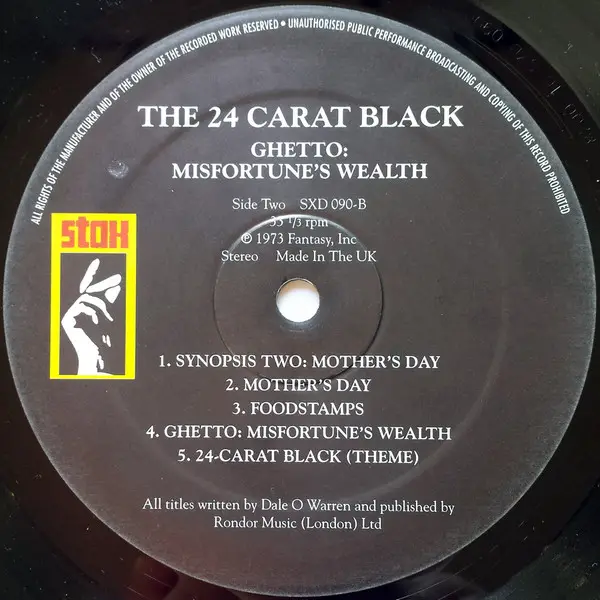 ALL RIGHTS OF THE MANUFACTURER AND OF THE OWNER OF THE RECORDED WORK RESERVED • UNAUTHORISED PUBLIC PERFORMANCE BROADCASTING AND COPYING OF THIS RECORD PROHIBITED
THE 24 CARAT BLACK
GHETTO:
MISFORTUNE'S WEALTH
Side Two SXD 090-B
33 1/3 rpm
℗ 1973 Fantasy, Inc
Stereo Made In The UK
stax
1. SYNOPSIS TWO: MOTHER'S DAY
2. MOTHER'S DAY
3. FOODSTAMPS
4. GHETTO: MISFORTUNE'S WEALTH
5. 24-CARAT BLACK (THEME)
All titles written by Dale O Warren and published by
Rondor Music (London) Ltd